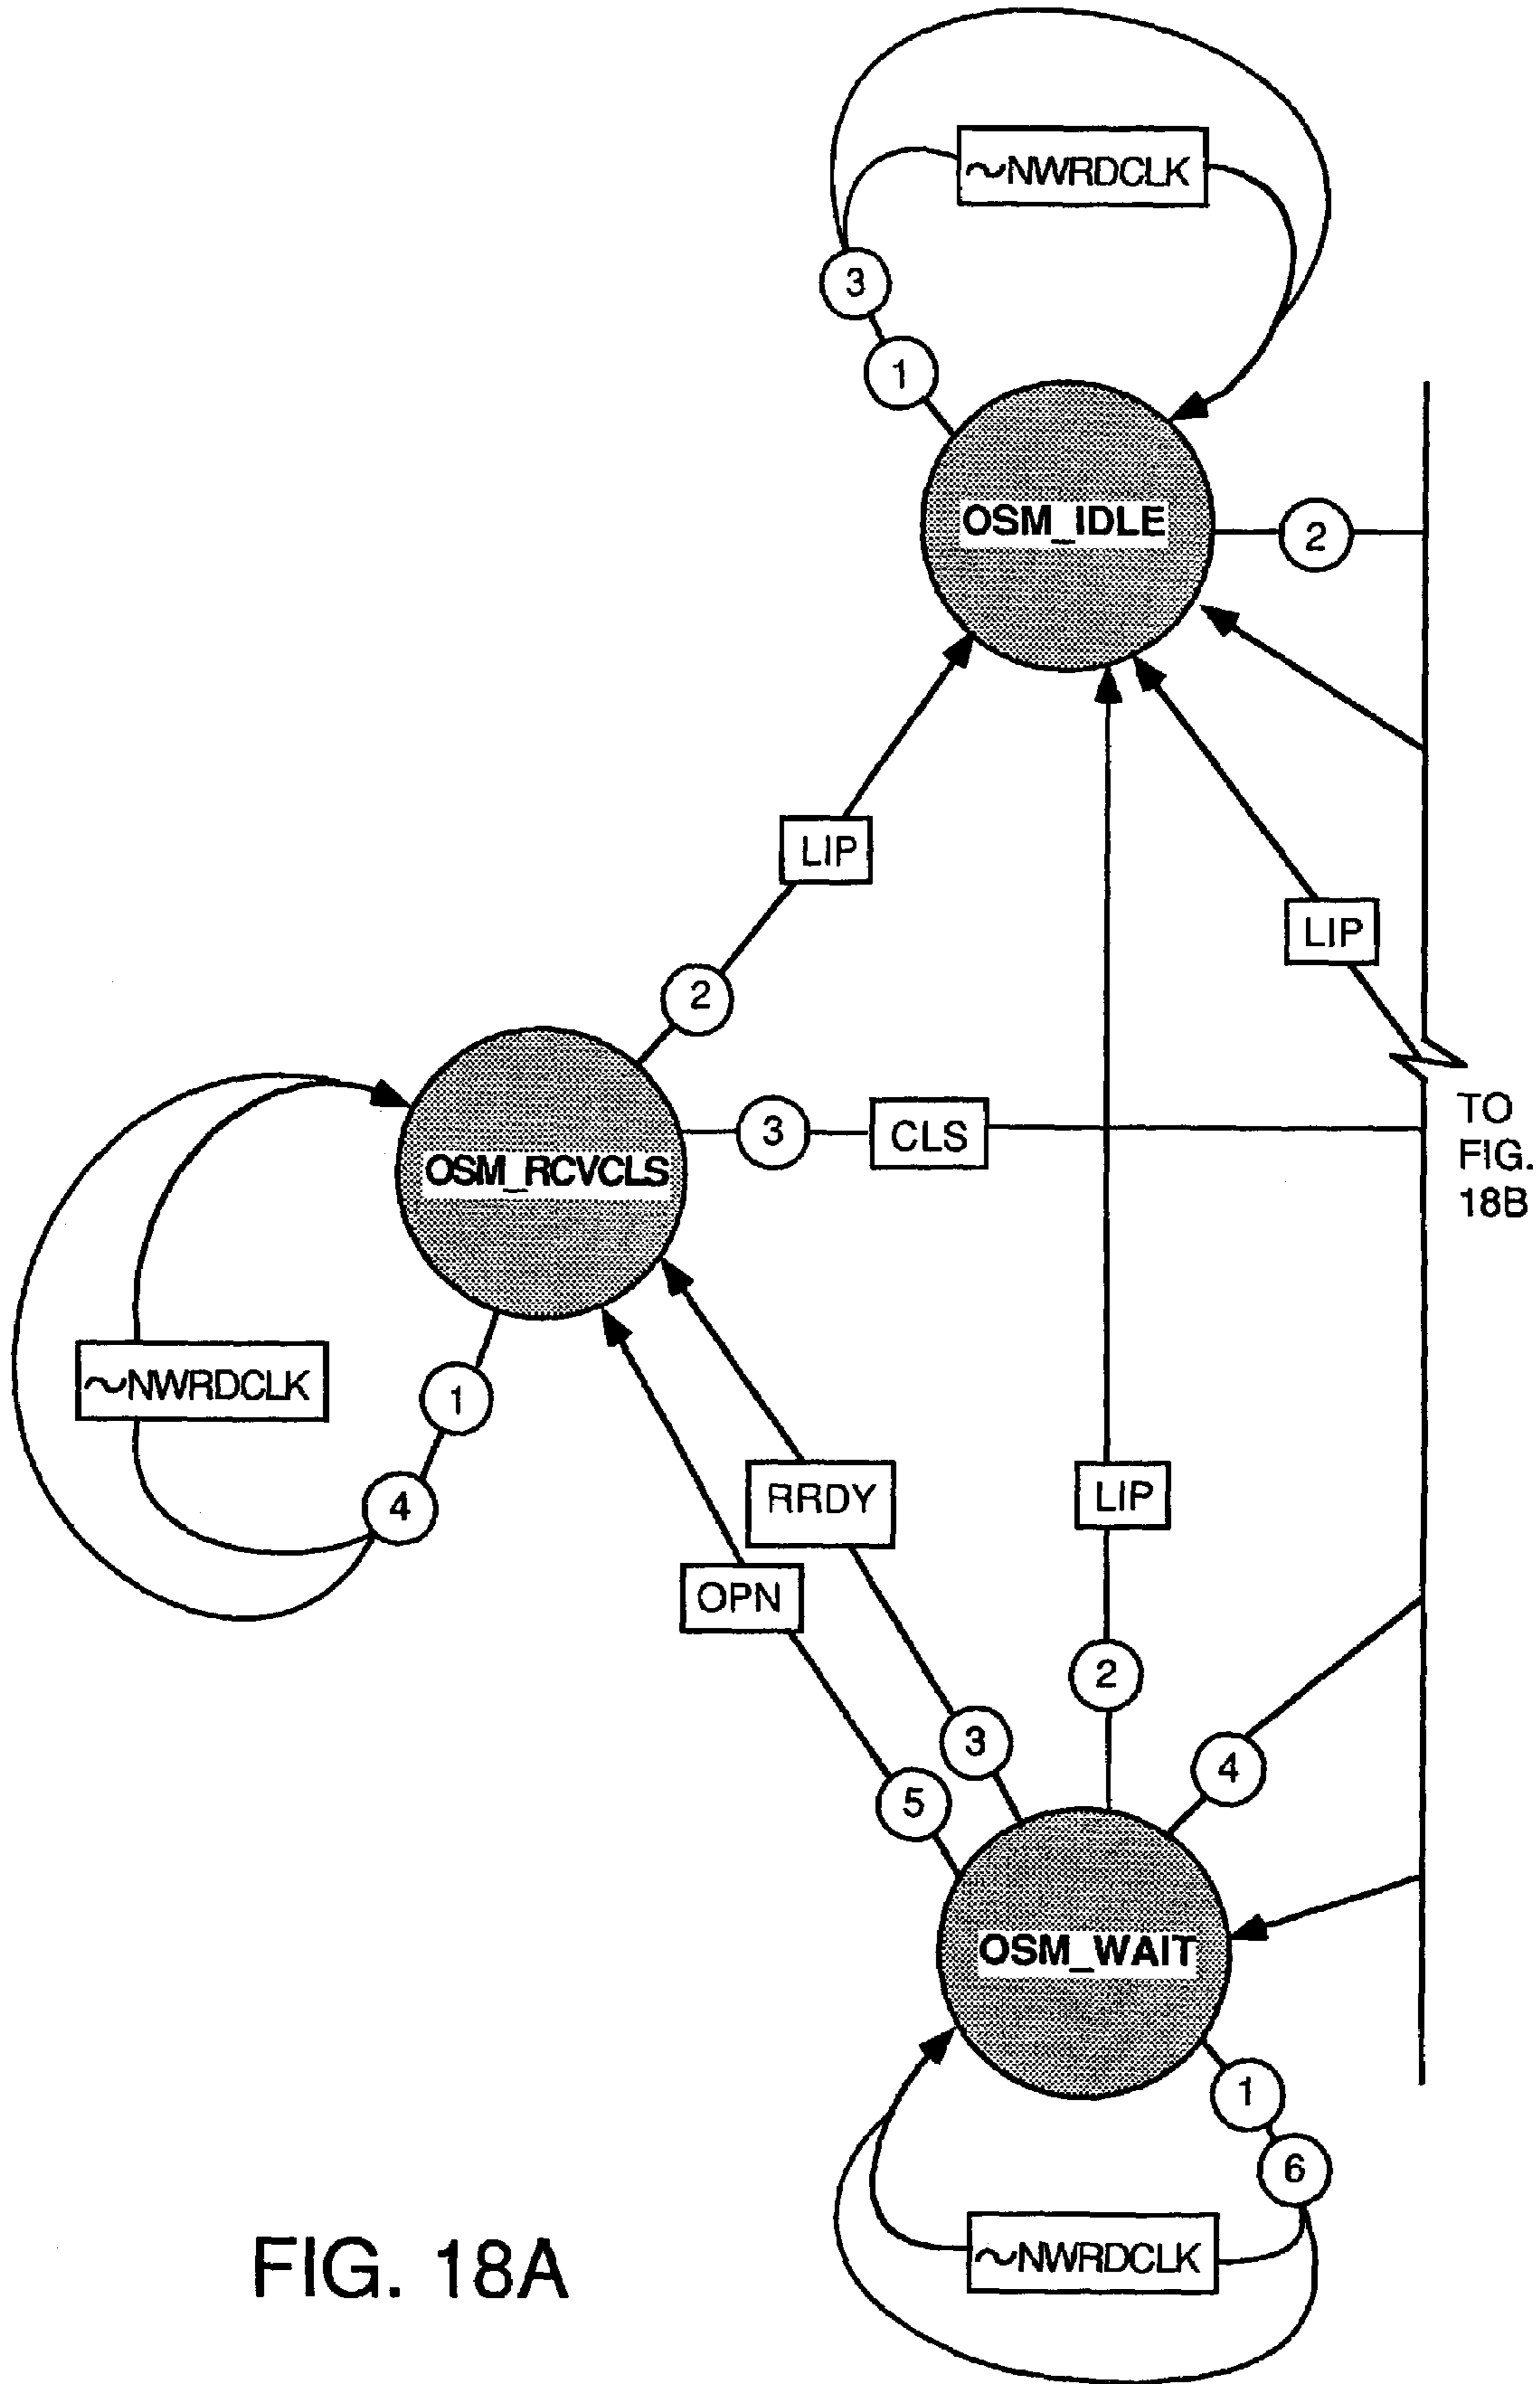 ~NWRDCLK
3
1
OSM_IDLE
2
LIP
LIP
2
TO
FIG.
18B
3
CLS
OSM_RCVCLS
~NWRDCLK
1
4
RRDY
LIP
OPN
2
3
4
5
OSM_WAIT
1
6
~NWRDCLK
FIG. 18A